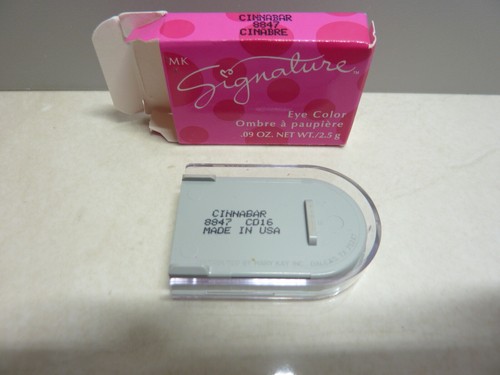 CINNABAR
8847
CINABRE
MK
Signature
Eye Color
Ombre à paupière
.09 OZ. NET WT./2.5 g
CINNABAR
8847 CD16
MADE IN USA